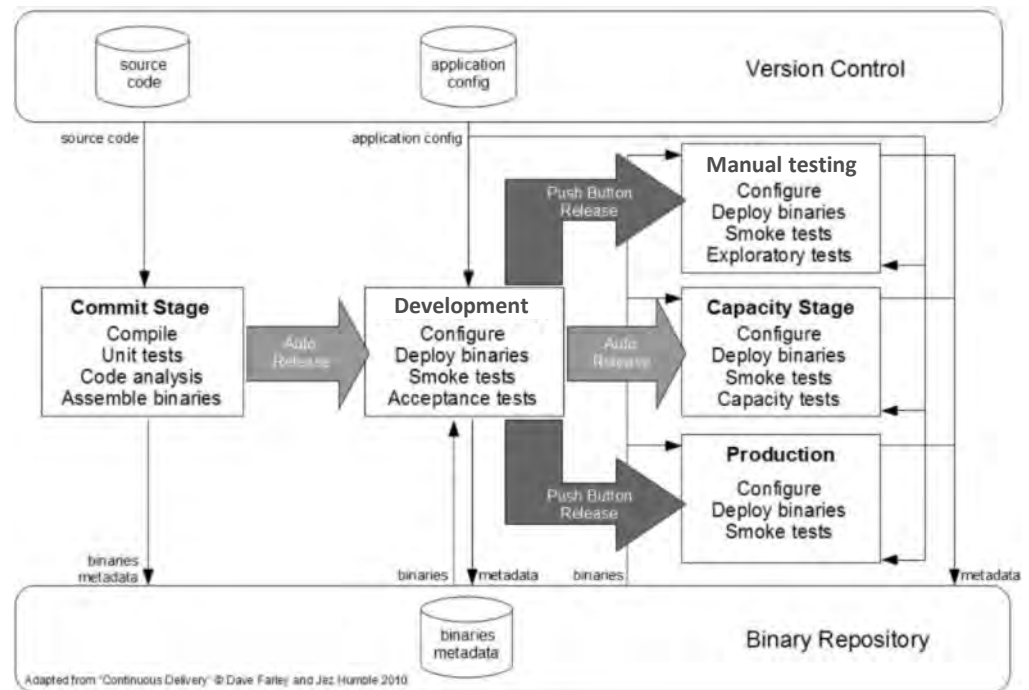 source
code
application
config
Version Control
source code
application config
Manual testing
Configure
Deploy binaries
Smoke tests
Exploratory tests
Push Button
Release
Commit Stage
Compile
Unit tests
Code analysis
Assemble binaries
Auto
Release
Development
Configure
Deploy binaries
Smoke tests
Acceptance tests
Auto
Release
Capacity Stage
Configure
Deploy binaries
Smoke tests
Capacity tests
Push Button
Release
Production
Configure
Deploy binaries
Smoke tests
binaries
metadata
binaries
metadata
binaries
metadata
binaries
metadata
Binary Repository
Adapted from "Continuous Delivery" © Dave Farley and Jez Humble 2010